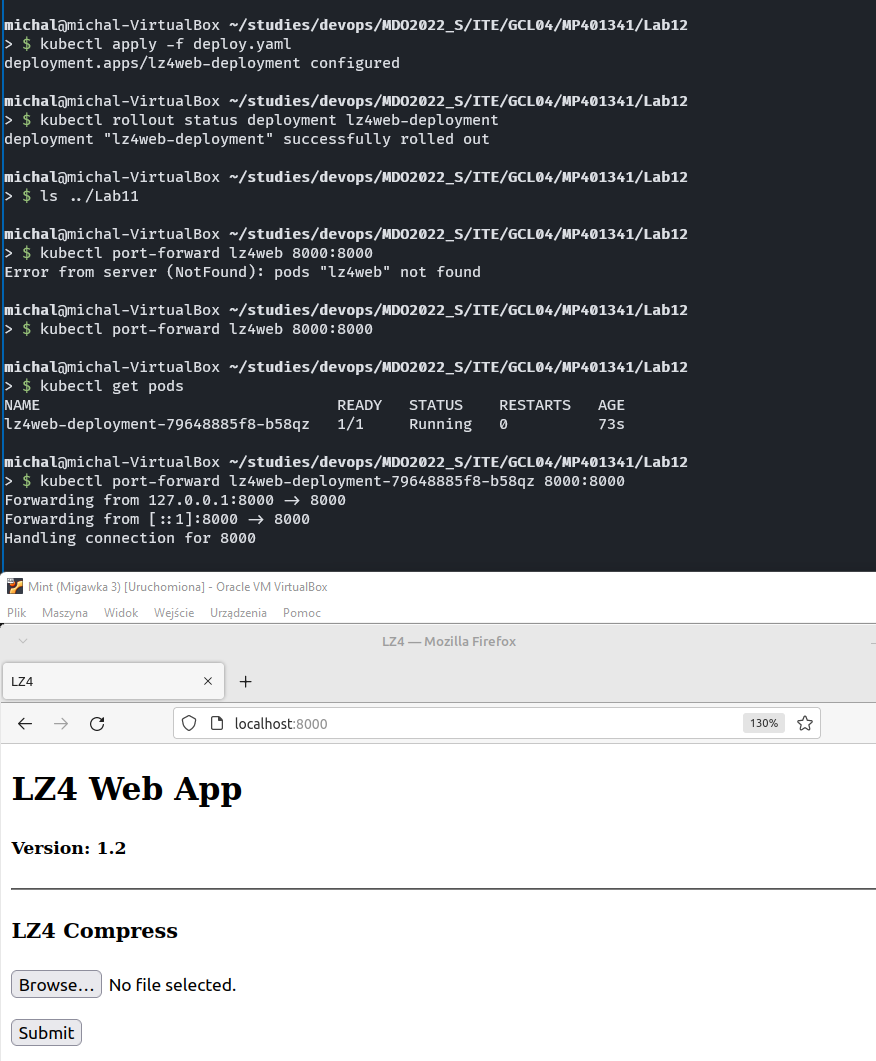 michal@michal-VirtualBox ~/studies/devops/MDO2022_S/ITE/GCL04/MP401341/Lab12
> $ kubectl apply -f deploy.yaml
deployment.apps/lz4web-deployment configured
michal@michal-VirtualBox ~/studies/devops/MDO2022_S/ITE/GCL04/MP401341/Lab12
> $ kubectl rollout status deployment lz4web-deployment
deployment "lz4web-deployment" successfully rolled out
michal@michal-VirtualBox ~/studies/devops/MDO2022_S/ITE/GCL04/MP401341/Lab12
> $ ls ../Lab11
michal@michal-VirtualBox ~/studies/devops/MDO2022_S/ITE/GCL04/MP401341/Lab12
> $ kubectl port-forward lz4web 8000:8000
Error from server (NotFound): pods "lz4web" not found
michal@michal-VirtualBox ~/studies/devops/MDO2022_S/ITE/GCL04/MP401341/Lab12
> $ kubectl port-forward lz4web 8000:8000
michal@michal-VirtualBox ~/studies/devops/MDO2022_S/ITE/GCL04/MP401341/Lab12
> $ kubectl get pods
NAME READY STATUS RESTARTS AGE
lz4web-deployment-79648885f8-b58qz 1/1 Running 0 73s
michal@michal-VirtualBox ~/studies/devops/MDO2022_S/ITE/GCL04/MP401341/Lab12
> $ kubectl port-forward lz4web-deployment-79648885f8-b58qz 8000:8000
Forwarding from 127.0.0.1:8000 -> 8000
Forwarding from [::1]:8000 -> 8000
Handling connection for 8000
Mint (Migawka 3) [Uruchomiona] - Oracle VM VirtualBox
Plik Maszyna Widok Wejście Urządzenia Pomoc
LZ4 — Mozilla Firefox
LZ4
localhost:8000 130%
LZ4 Web App
Version: 1.2
LZ4 Compress
Browse... No file selected.
Submit